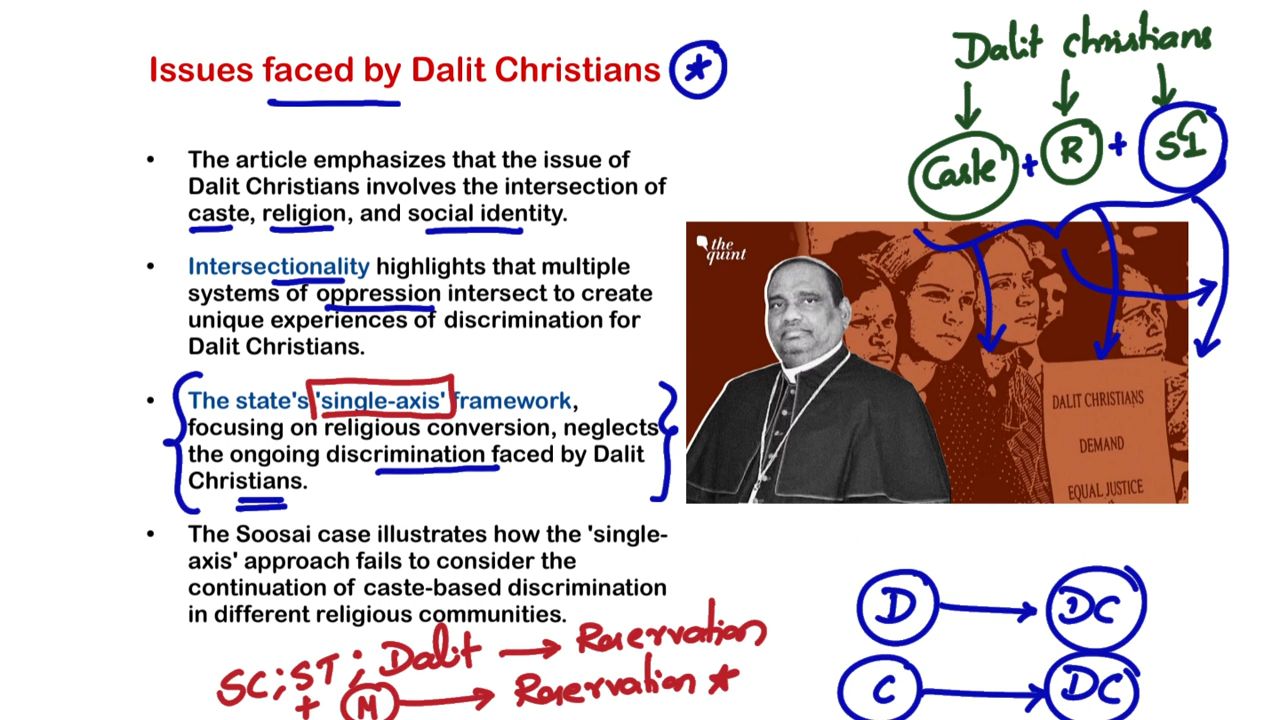 Dalit christians
Issues faced by Dalit Christians *
Caste + R + SI
• The article emphasizes that the issue of
Dalit Christians involves the intersection of
caste, religion, and social identity.
the
quint
• Intersectionality highlights that multiple
systems of oppression intersect to create
unique experiences of discrimination for
Dalit Christians.
• The state's 'single-axis' framework,
focusing on religious conversion, neglects
the ongoing discrimination faced by Dalit
Christians.
DALIT CHRISTIANS
DEMAND
EQUAL JUSTICE
• The Soosai case illustrates how the 'single-
axis' approach fails to consider the
continuation of caste-based discrimination
in different religious communities.
D → DC
C → DC
SC; ST; Dalit → Reservation
+ M → Reservation *